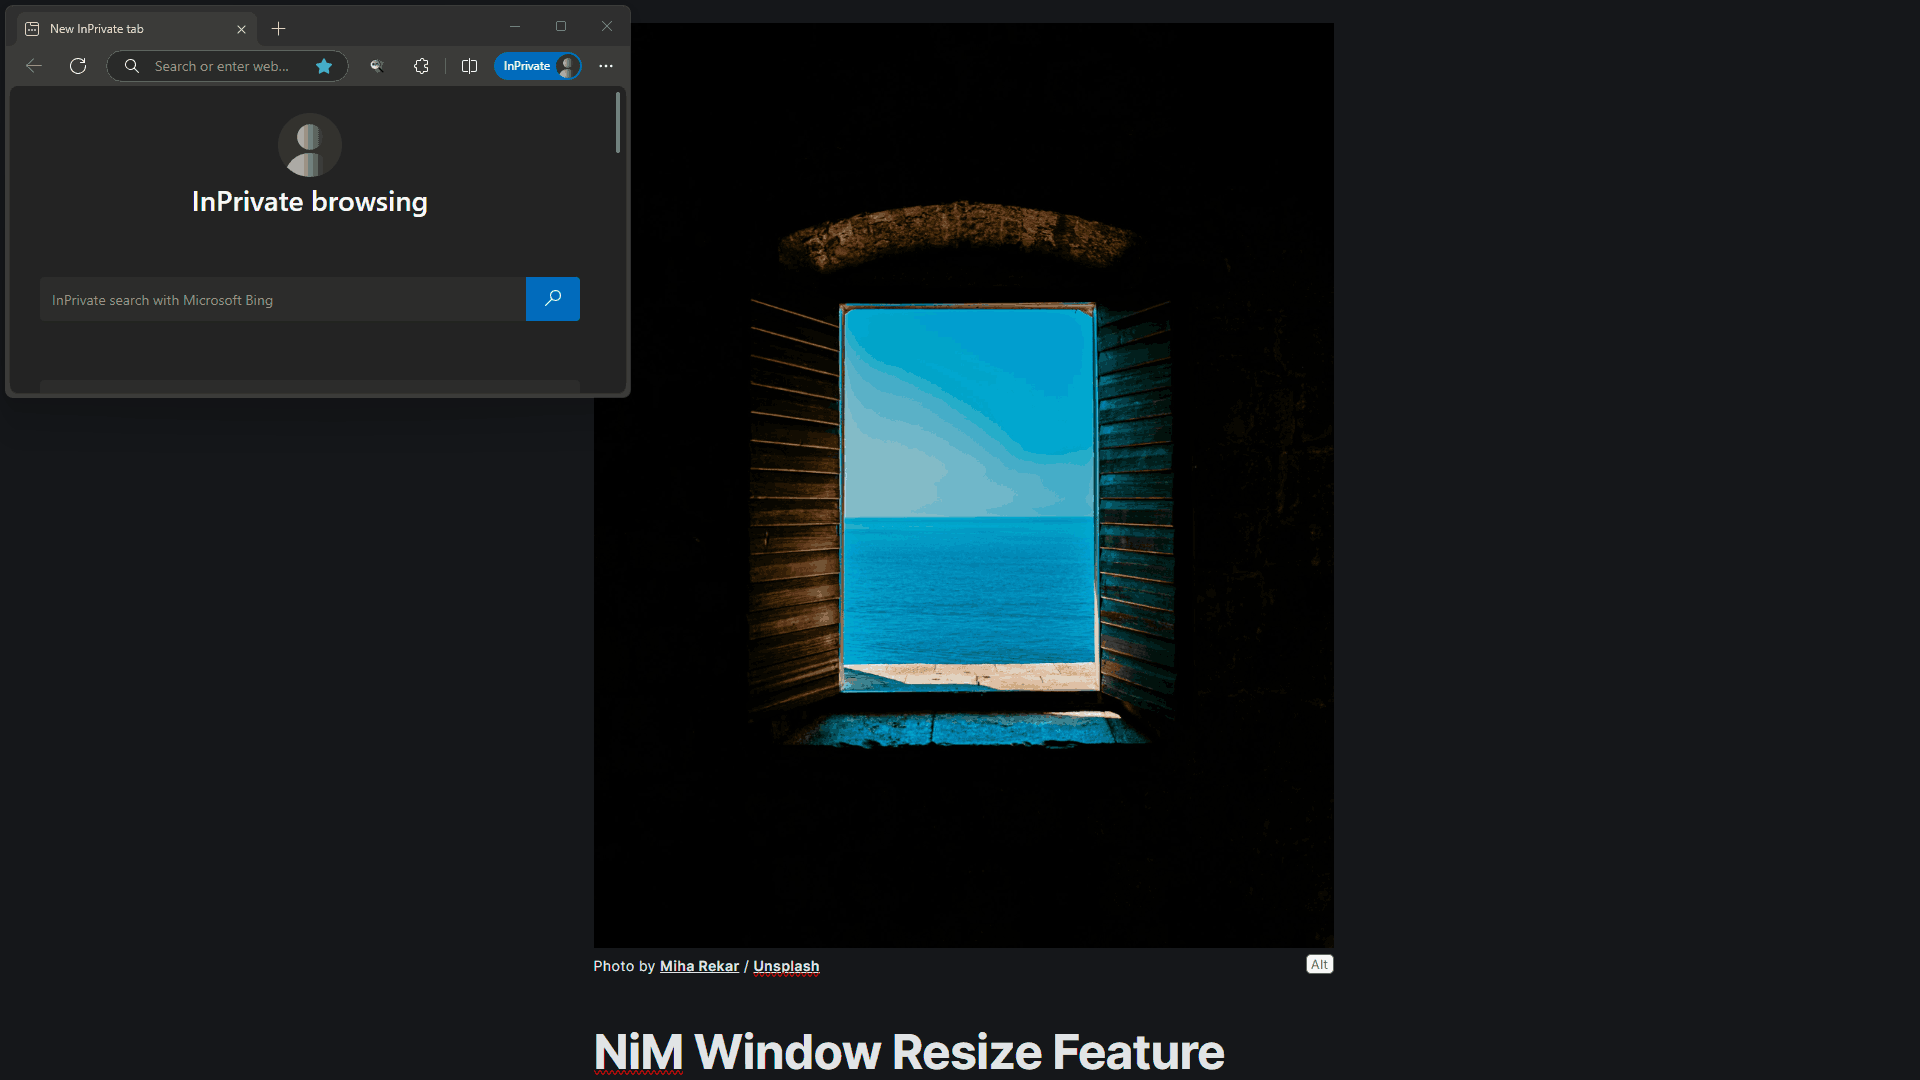 New InPrivate tab
Search or enter web...
InPrivate
InPrivate browsing
InPrivate search with Microsoft Bing
Photo by Miha Rekar / Unsplash
Alt
NiM Window Resize Feature